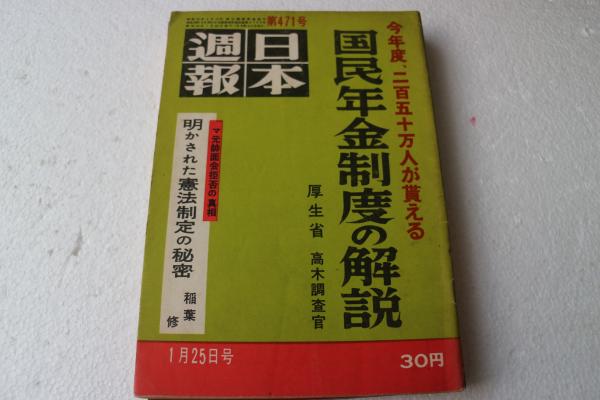 第471号
日本
週報
今年度、二百五十万人が貰える
国民年金制度の解説
厚生省 高木調査官
マ元帥面会拒否の真相
明かされた憲法制定の秘密
稲葉 修
1月25日号
30円